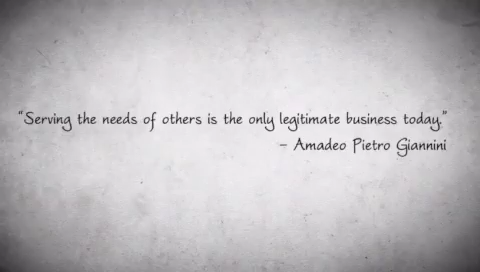 “Serving the needs of others is the only legitimate business today.”
– Amadeo Pietro Giannini